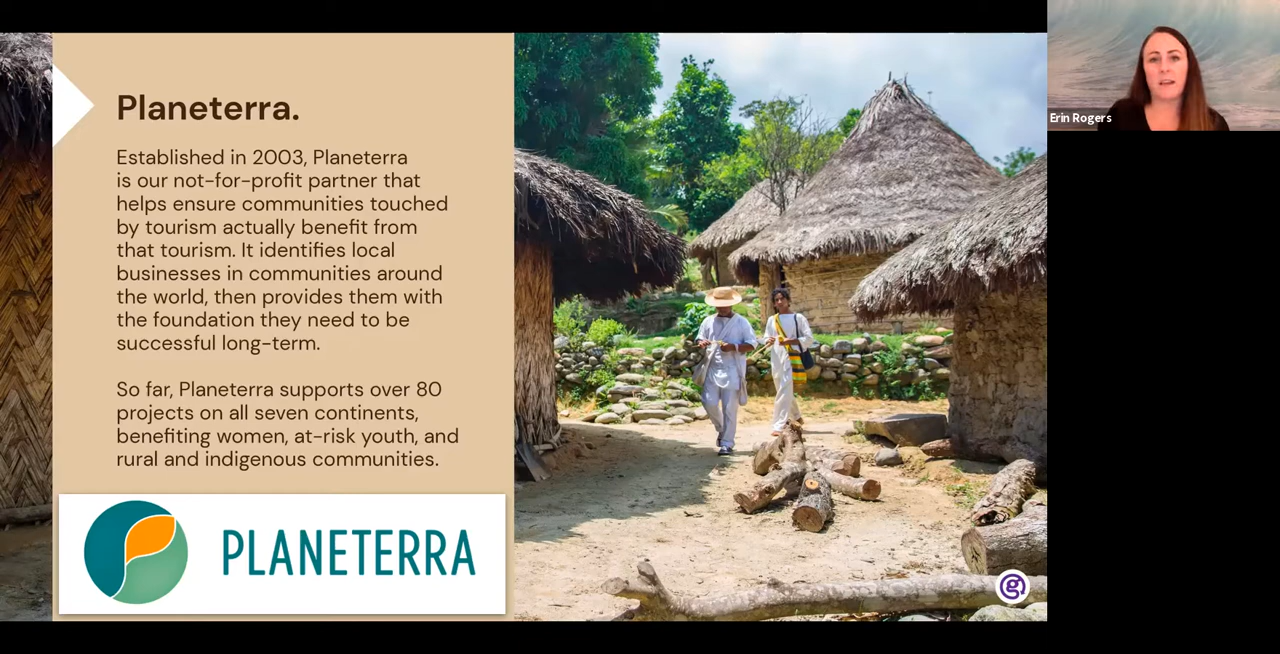 Planeterra.
Established in 2003, Planeterra
is our not-for-profit partner that
helps ensure communities touched
by tourism actually benefit from
that tourism. It identifies local
businesses in communities around
the world, then provides them with
the foundation they need to be
successful long-term.
So far, Planeterra supports over 80
projects on all seven continents,
benefiting women, at-risk youth, and
rural and indigenous communities.
PLANETERRA
g
Erin Rogers